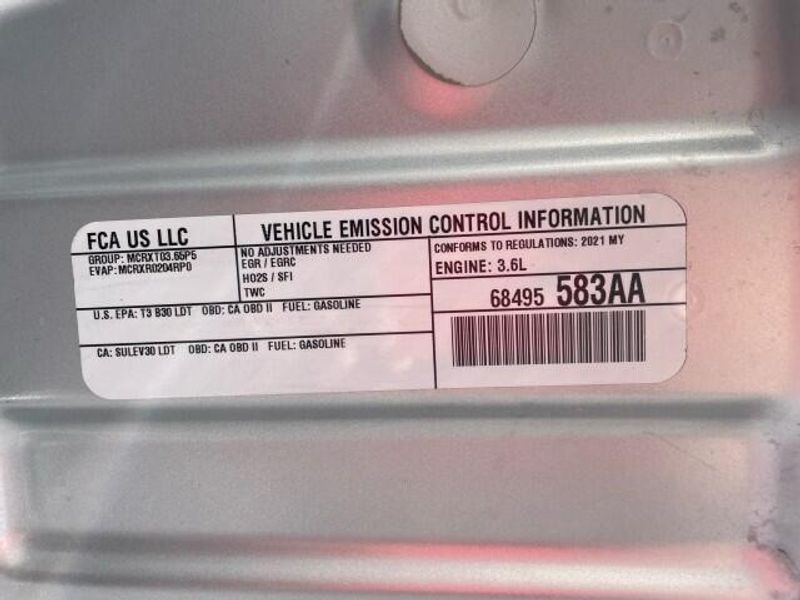 FCA US LLC
GROUP: MCRXT03.65P5
EVAP: MCRXR0204RP0
VEHICLE EMISSION CONTROL INFORMATION
NO ADJUSTMENTS NEEDED
EGR / EGRC
HO2S / SFI
TWC
CONFORMS TO REGULATIONS: 2021 MY
ENGINE: 3.6L
68495 583AA
U.S. EPA: T3 B30 LDT OBD: CA OBD II FUEL: GASOLINE
CA: SULEV30 LDT OBD: CA OBD II FUEL: GASOLINE